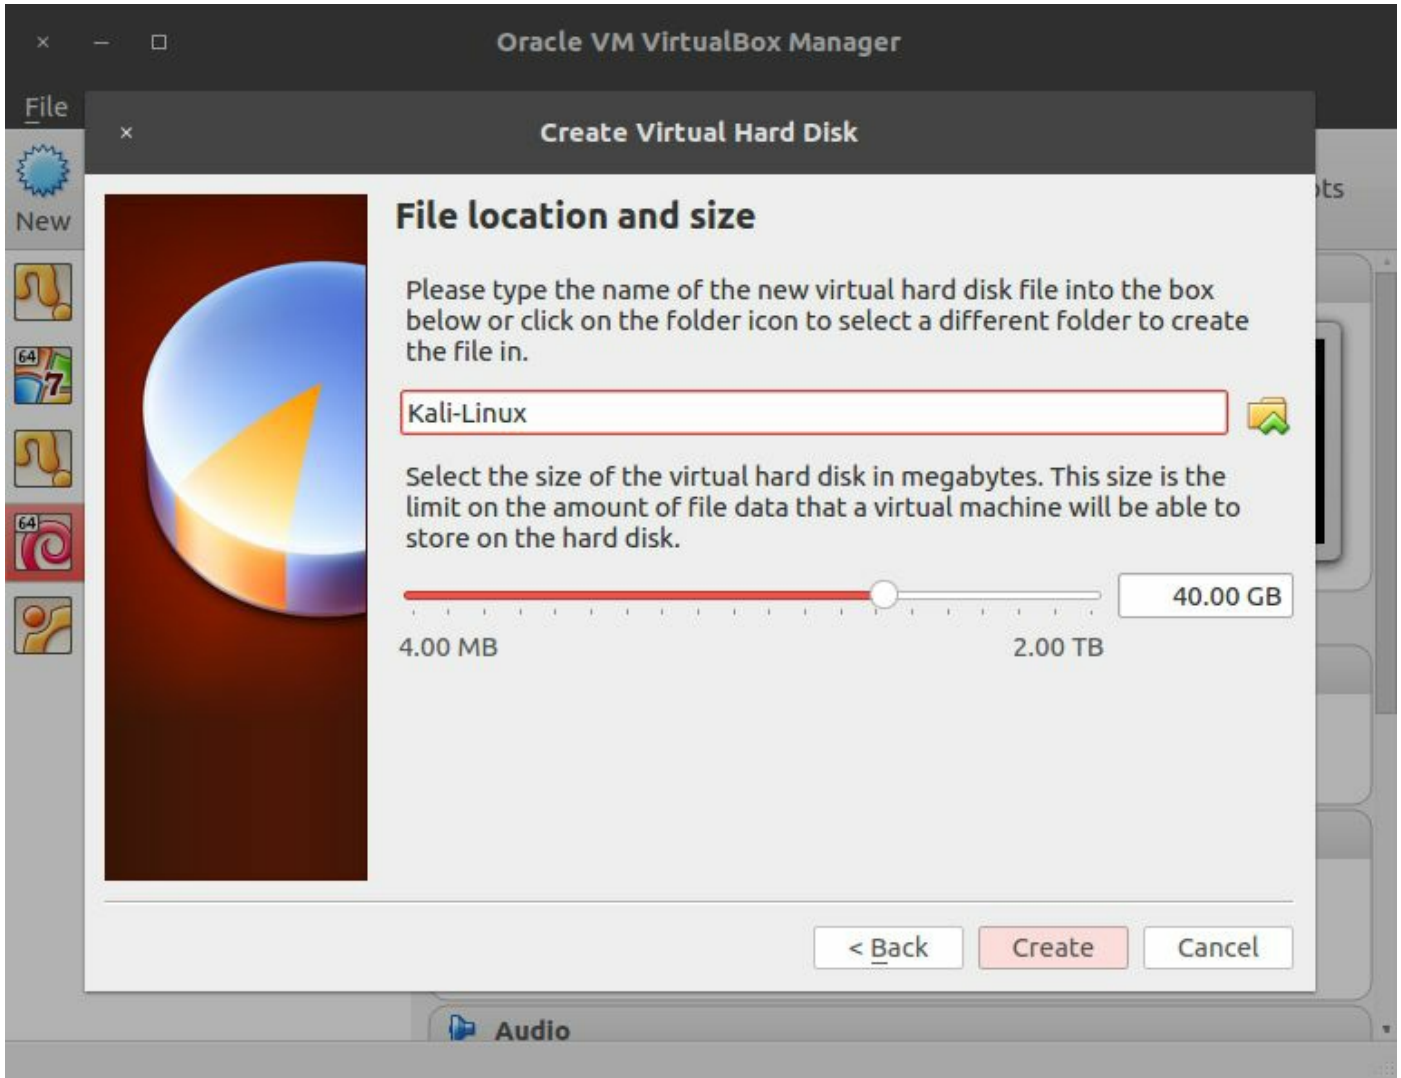 Oracle VM VirtualBox Manager
File
Create Virtual Hard Disk
New
ots
File location and size
Please type the name of the new virtual hard disk file into the box
below or click on the folder icon to select a different folder to create
the file in.
64
7
Kali-Linux
Select the size of the virtual hard disk in megabytes. This size is the
limit on the amount of file data that a virtual machine will be able to
store on the hard disk.
64
40.00 GB
4.00 MB 2.00 TB
< Back Create Cancel
Audio